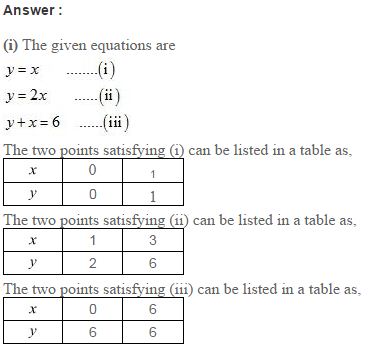 Answer :
(i) The given equations are
y = x ........(i)
y = 2x ......(ii)
y + x = 6 ......(iii)
The two points satisfying (i) can be listed in a table as,
x 0 1
y 0 1
The two points satisfying (ii) can be listed in a table as,
x 1 3
y 2 6
The two points satisfying (iii) can be listed in a table as,
x 0 6
y 6 6